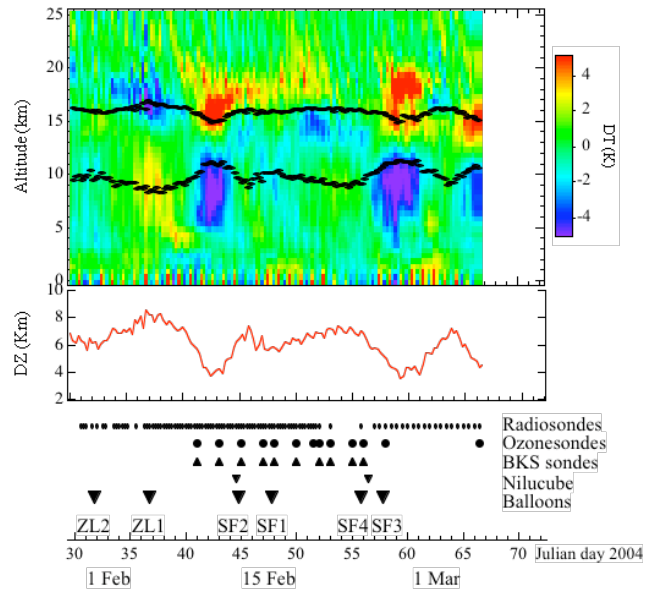 25
20
15
10
5
0
Altitude (km)
4
2
0
-2
-4
DT (K)
10
8
6
4
2
DZ (Km)
Radiosondes
Ozonesondes
BKS sondes
Nilucube
Balloons
ZL2 ZL1 SF2 SF1 SF4 SF3
30 35 40 45 50 55 60 65 70 Julian day 2004
1 Feb 15 Feb 1 Mar